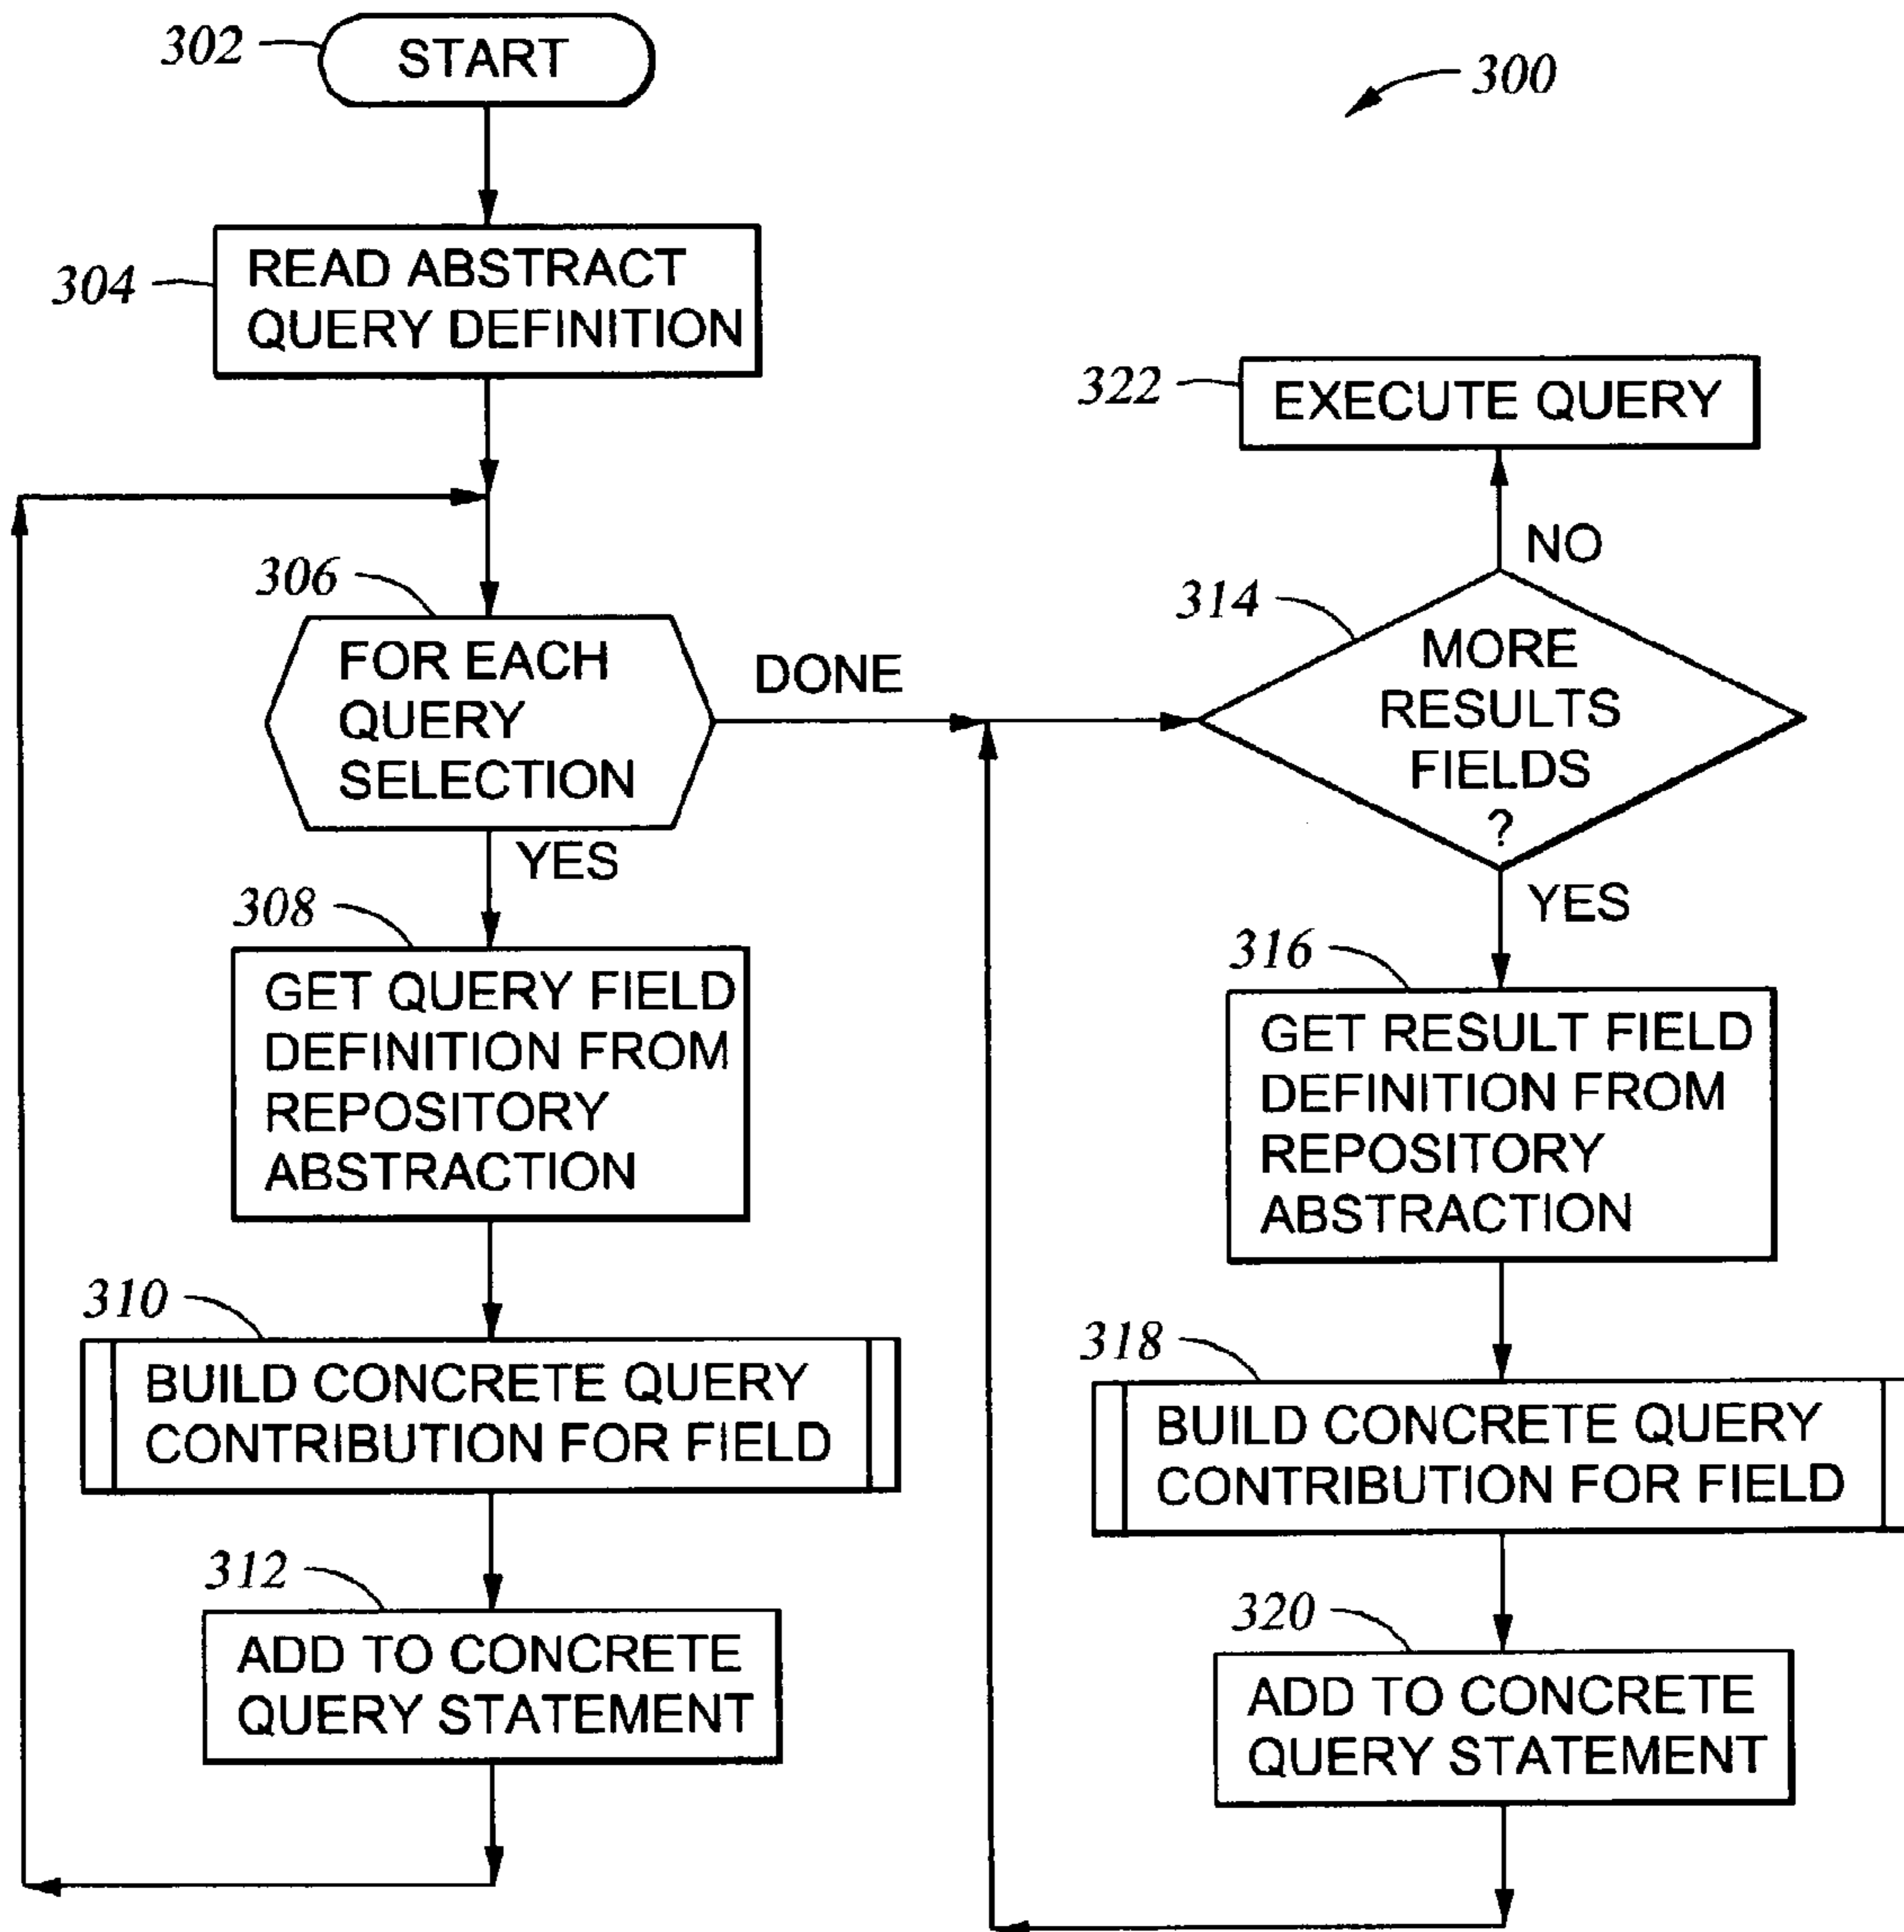 302
START
300
304
READ ABSTRACT
QUERY DEFINITION
306
FOR EACH
QUERY
SELECTION
DONE
YES
308
GET QUERY FIELD
DEFINITION FROM
REPOSITORY
ABSTRACTION
310
BUILD CONCRETE QUERY
CONTRIBUTION FOR FIELD
312
ADD TO CONCRETE
QUERY STATEMENT
322
EXECUTE QUERY
NO
314
MORE
RESULTS
FIELDS
?
YES
316
GET RESULT FIELD
DEFINITION FROM
REPOSITORY
ABSTRACTION
318
BUILD CONCRETE QUERY
CONTRIBUTION FOR FIELD
320
ADD TO CONCRETE
QUERY STATEMENT